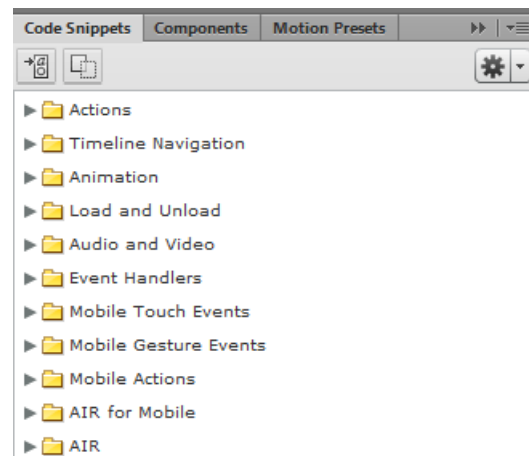 Code Snippets Components Motion Presets
Actions
Timeline Navigation
Animation
Load and Unload
Audio and Video
Event Handlers
Mobile Touch Events
Mobile Gesture Events
Mobile Actions
AIR for Mobile
AIR